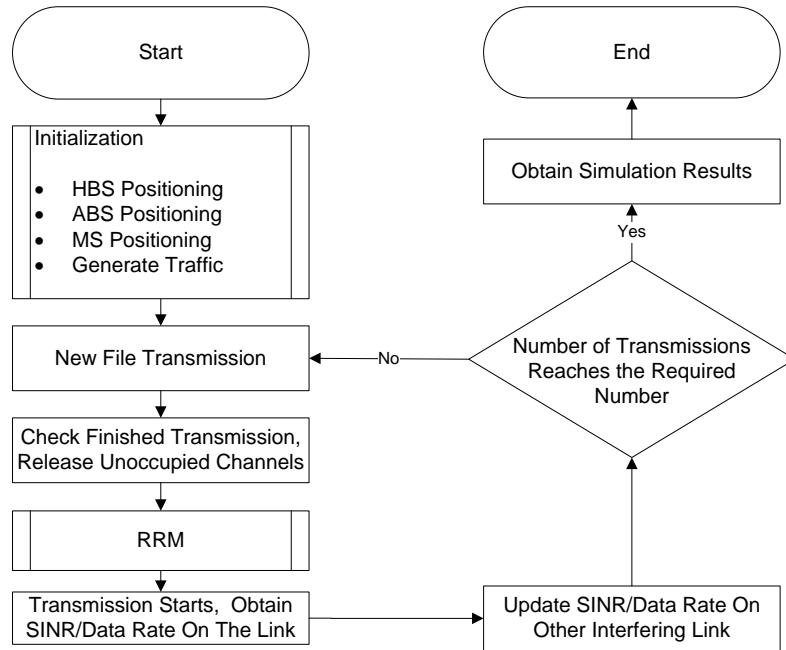 Start
Initialization
• HBS Positioning
• ABS Positioning
• MS Positioning
• Generate Traffic
New File Transmission
Check Finished Transmission,
Release Unoccupied Channels
RRM
Transmission Starts, Obtain
SINR/Data Rate On The Link
Update SINR/Data Rate On
Other Interfering Link
Number of Transmissions
Reaches the Required
Number
No
Yes
Obtain Simulation Results
End